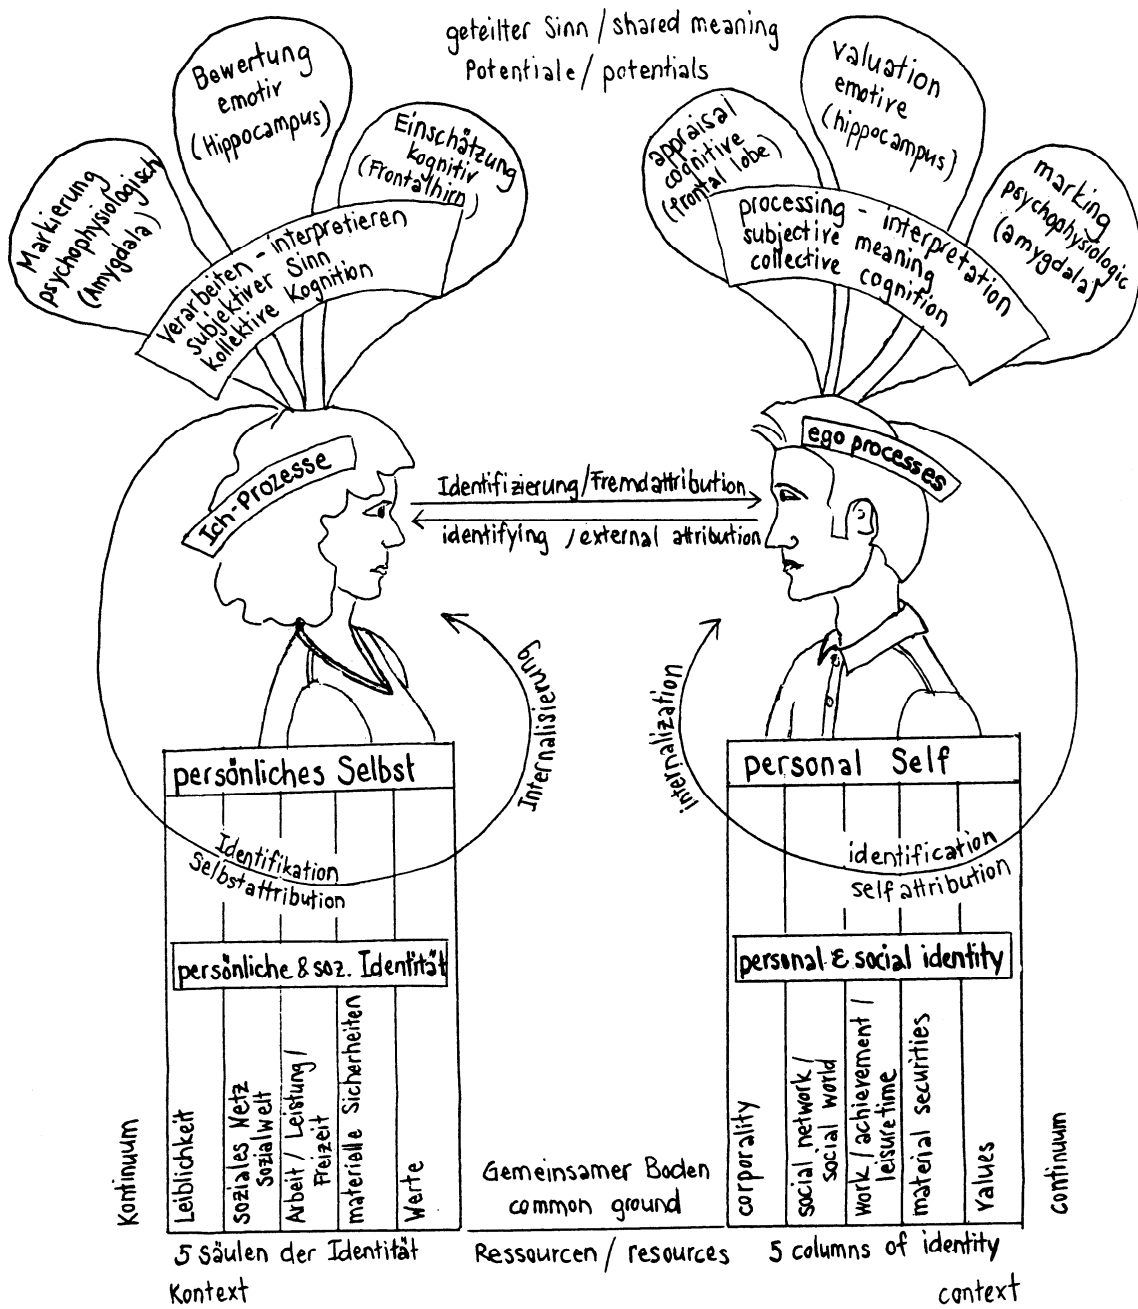 geteilter Sinn / shared meaning
Potentiale / potentials
Markierung
psychophysiologisch
(Amygdala)
Bewertung
emotiv
(Hippocampus)
Einschätzung
kognitiv
(Frontalhirn)
Verarbeiten - interpretieren
subjektiver Sinn
kollektive Kognition
appraisal
cognitive
(frontal lobe)
valuation
emotive
(hippocampus)
marking
psychophysiologic
(amygdala)
processing - interpretation
subjective meaning
collective cognition
Ich-Prozesse
ego processes
Identifizierung/Fremdattribution
identifying / external attribution
Internalisierung
internalization
persönliches Selbst
Identifikation
Selbstattribution
persönliche & soz. Identität
Kontinuum
Leiblichkeit
soziales Netz
Sozialwelt
Arbeit / Leistung /
Freizeit
materielle Sicherheiten
Werte
5 Säulen der Identität
Kontext
Gemeinsamer Boden
common ground
Ressourcen / resources
personal Self
identification
self attribution
personal & social identity
corporality
social network /
social world
work / achievement /
leisure time
material securities
values
continuum
5 columns of identity
context